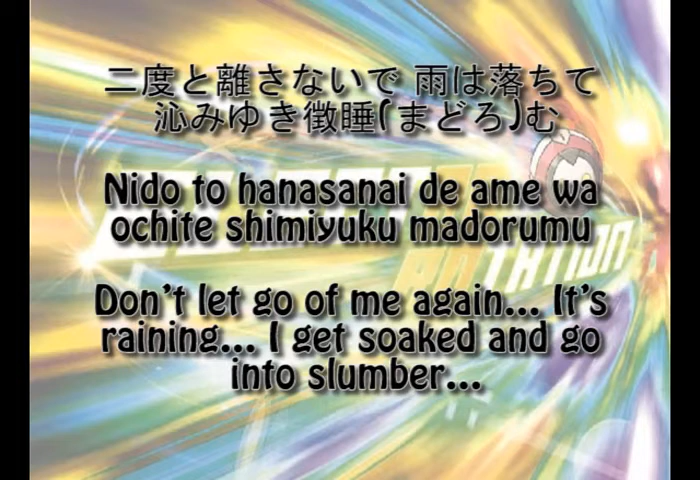 二度と離さないで 雨は落ちて
沁みゆき徴睡(まどろ)む
Nido to hanasanai de ame wa
ochite shimiyuku madorumu
Don't let go of me again... It's
raining... I get soaked and go
into slumber...